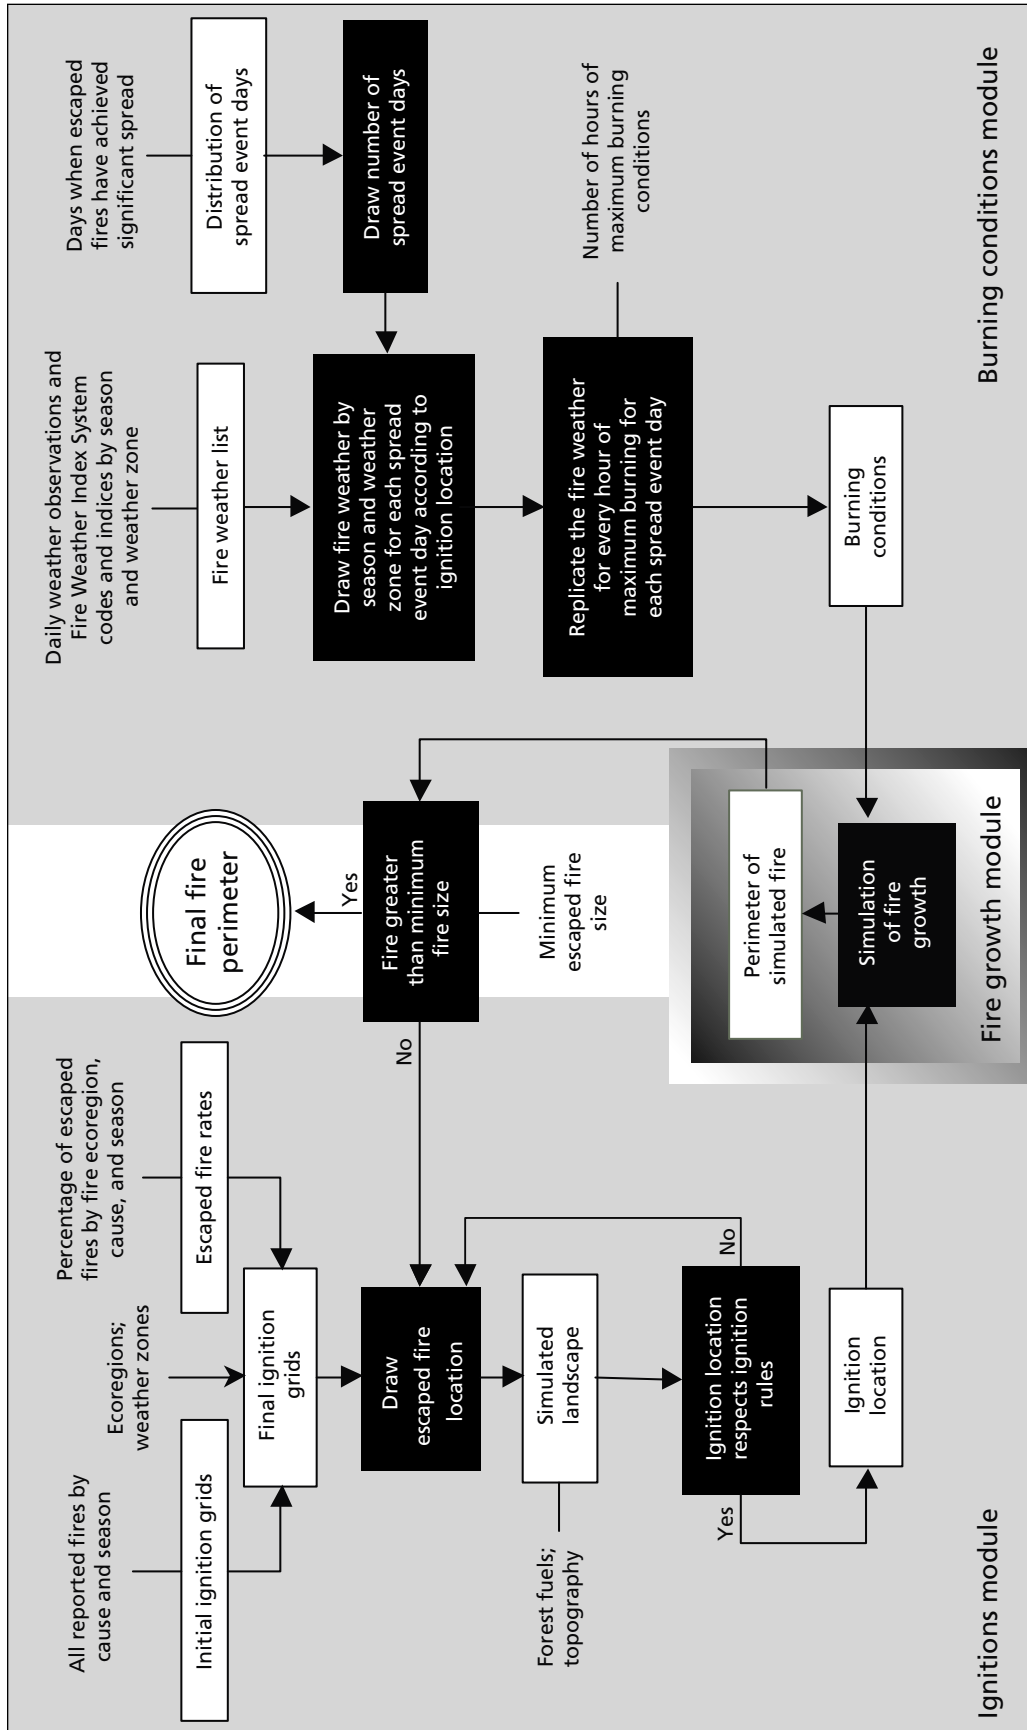 All reported fires by
cause and season
Initial ignition grids
Ecoregions;
weather zones
Percentage of escaped
fires by fire ecoregion,
cause, and season
Escaped fire rates
Final ignition
grids
Draw
escaped fire
location
Simulated
landscape
Forest fuels;
topography
Ignition location
respects ignition
rules
No
Yes
Ignition
location
Ignitions module
Final fire
perimeter
Yes
Fire greater
than minimum
fire size
No
Minimum
escaped fire
size
Perimeter of
simulated fire
Simulation
of fire
growth
Fire growth module
Daily weather observations and
Fire Weather Index System
codes and indices by season
and weather zone
Fire weather list
Days when escaped
fires have achieved
significant spread
Distribution of
spread event days
Draw number of
spread event days
Draw fire weather by
season and weather
zone for each spread
event day according to
ignition location
Replicate the fire weather
for every hour of
maximum burning for
each spread event day
Number of hours of
maximum burning
conditions
Burning
conditions
Burning conditions module